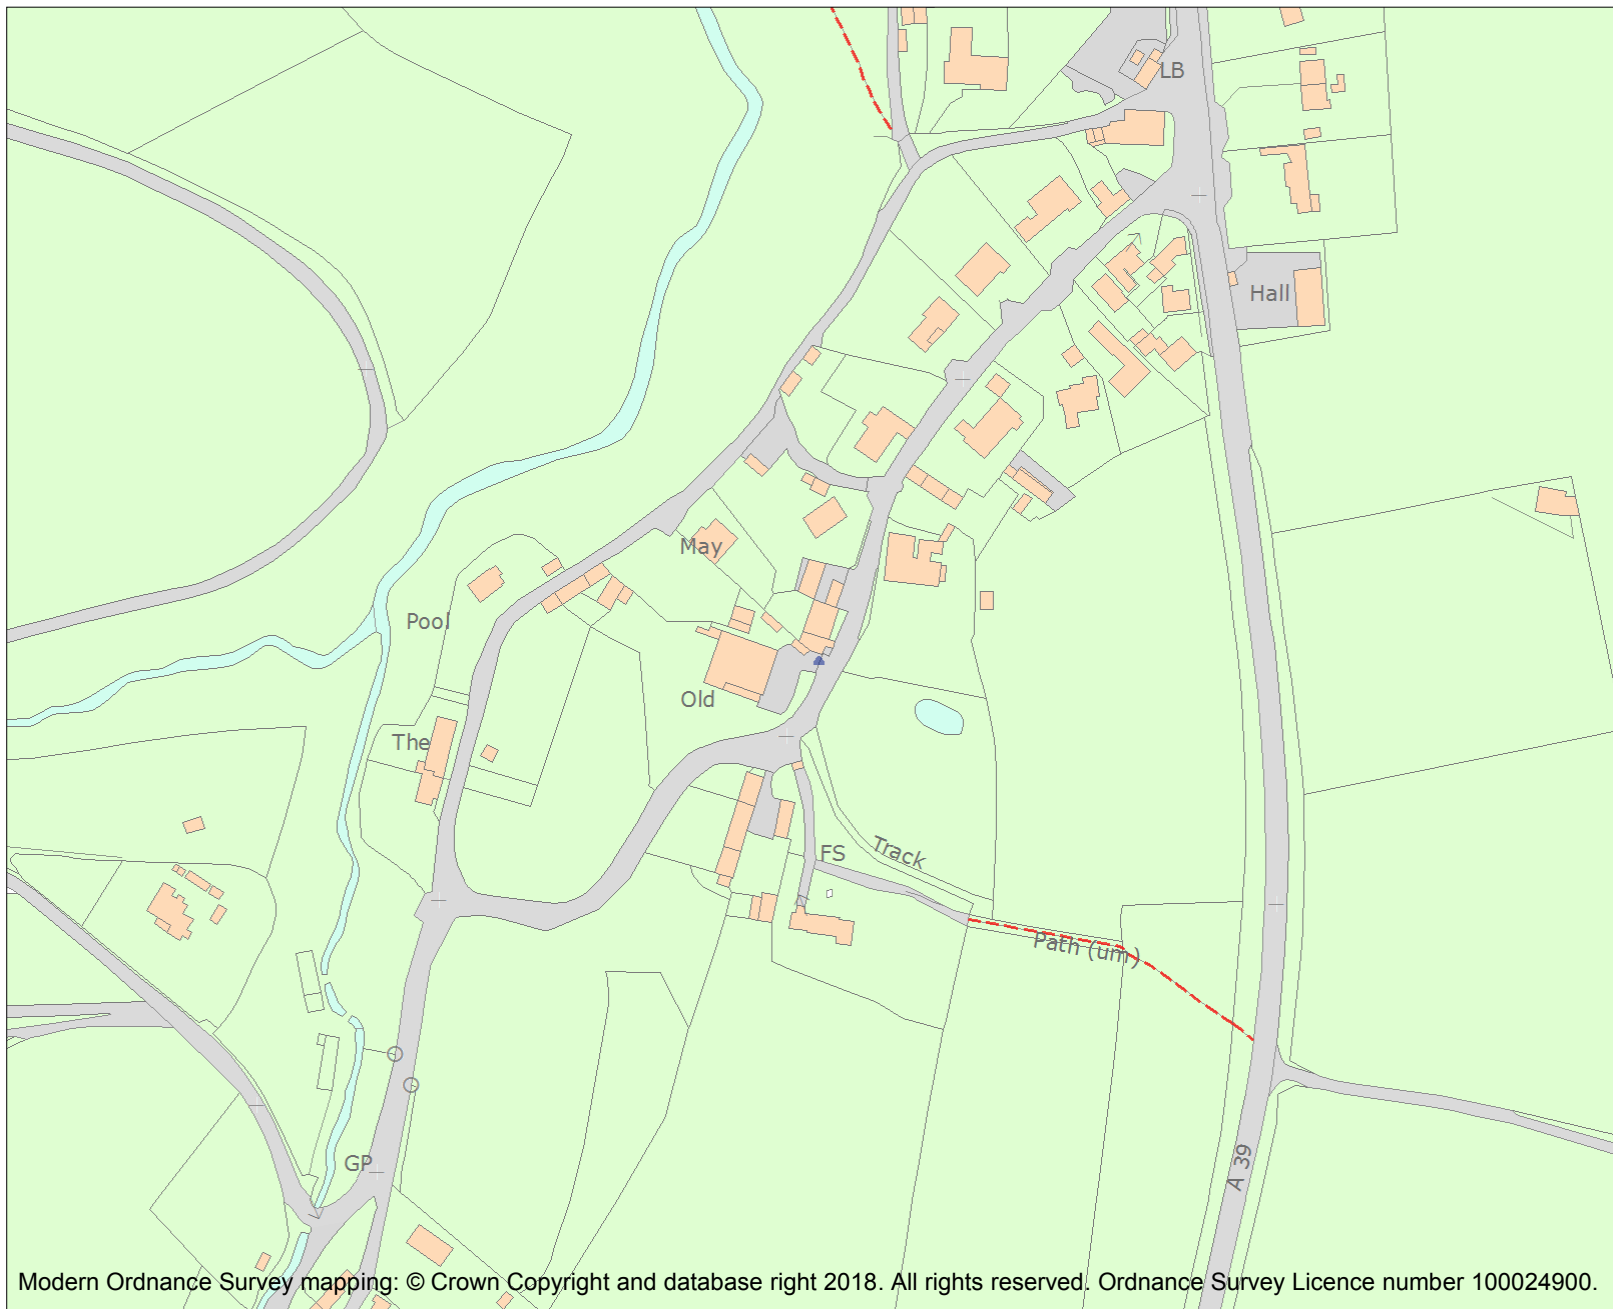 LB
Hall
May
Pool
Old
The
FS
Track
Path (um)
A 39
GP
Modern Ordnance Survey mapping: © Crown Copyright and database right 2018. All rights reserved. Ordnance Survey Licence number 100024900.